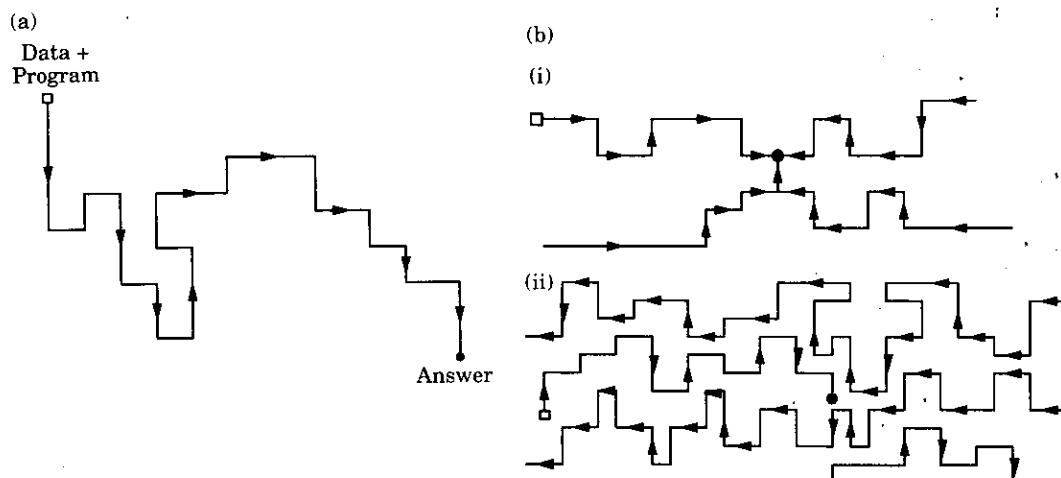 (a)
Data +
Program
Answer
(b)
(i)
(ii)